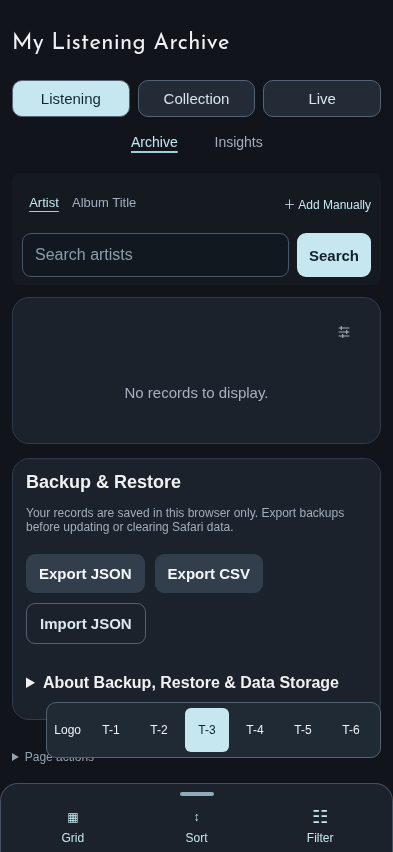 My Listening Archive
Listening Collection Live
Archive Insights
Artist Album Title + Add Manually
Search artists Search
No records to display.
Backup & Restore
Your records are saved in this browser only. Export backups
before updating or clearing Safari data.
Export JSON Export CSV
Import JSON
About Backup, Restore & Data Storage
Logo T-1 T-2 T-3 T-4 T-5 T-6
Page actions
Grid Sort Filter